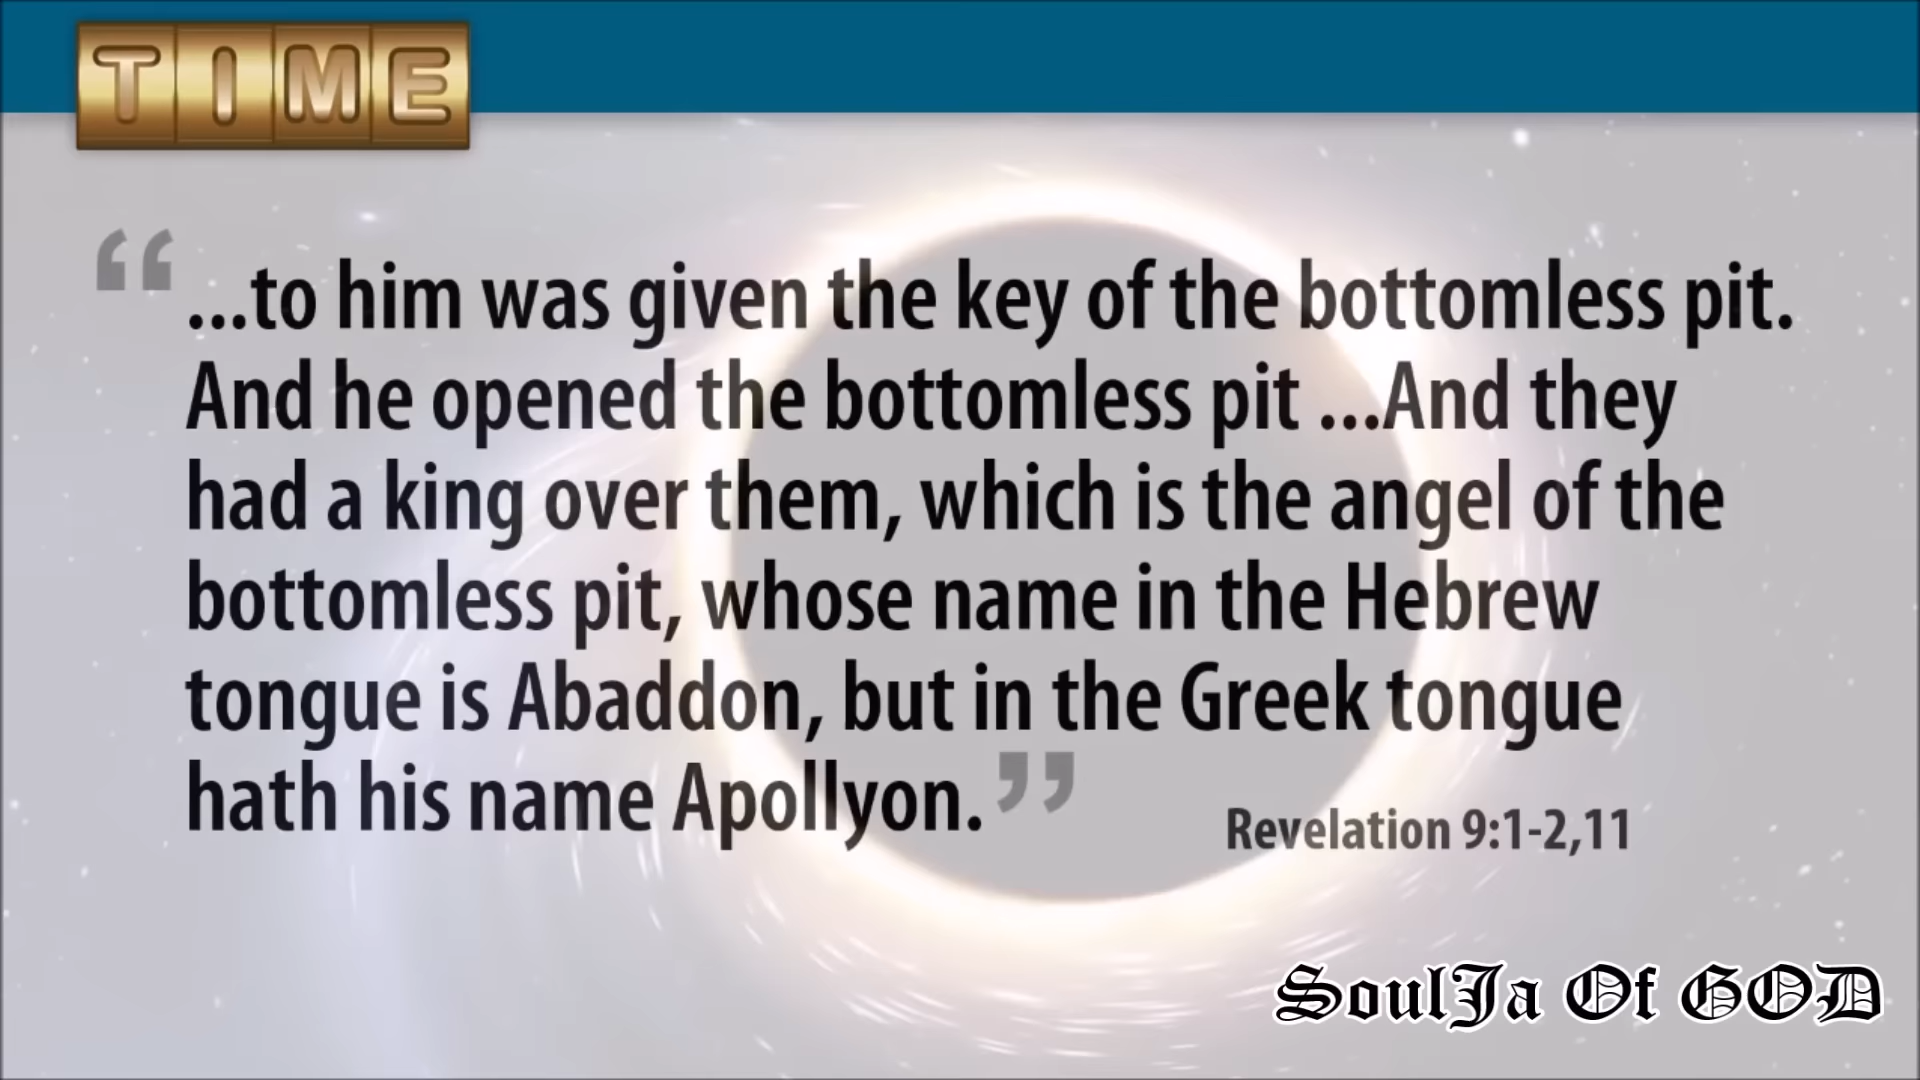 TIME
“...to him was given the key of the bottomless pit.
And he opened the bottomless pit ...And they
had a king over them, which is the angel of the
bottomless pit, whose name in the Hebrew
tongue is Abaddon, but in the Greek tongue
hath his name Apollyon.”
Revelation 9:1-2,11
SoulJa Of GOD